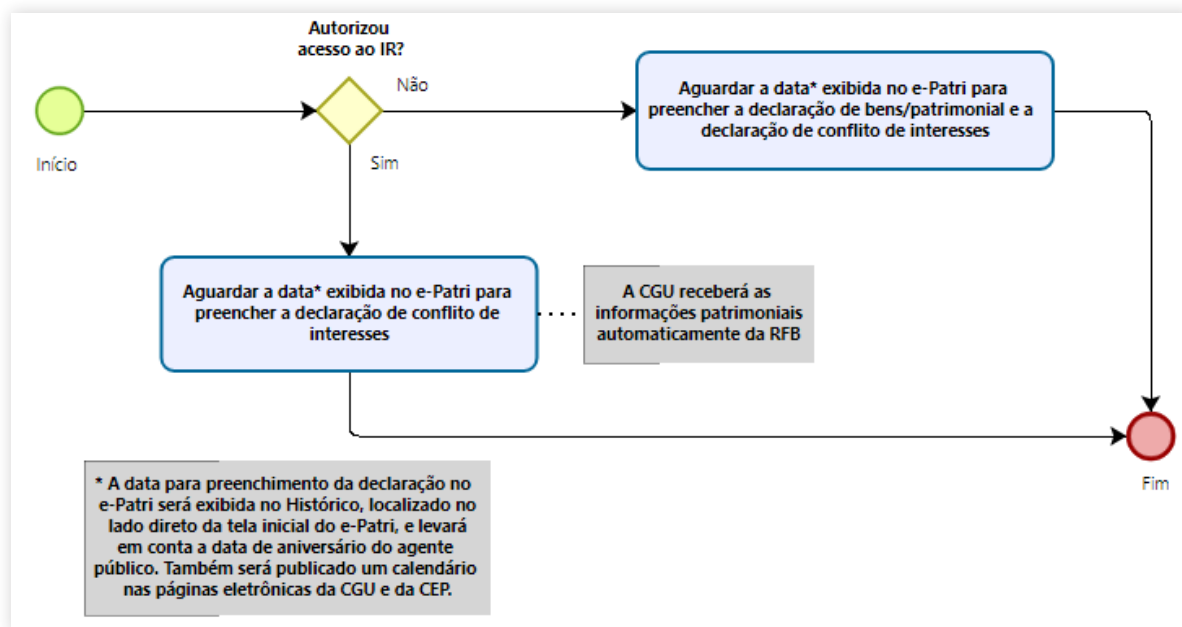 Autorizou
acesso ao IR?
Não
Aguardar a data* exibida no e-Patri para
preencher a declaração de bens/patrimonial e a
declaração de conflito de interesses
Início
Sim
Aguardar a data* exibida no e-Patri para
preencher a declaração de conflito de
interesses
A CGU receberá as
informações patrimoniais
automaticamente da RFB
* A data para preenchimento da declaração no
e-Patri será exibida no Histórico, localizado no
lado direto da tela inicial do e-Patri, e levará
em conta a data de aniversário do agente
público. Também será publicado um calendário
nas páginas eletrônicas da CGU e da CEP.
Fim